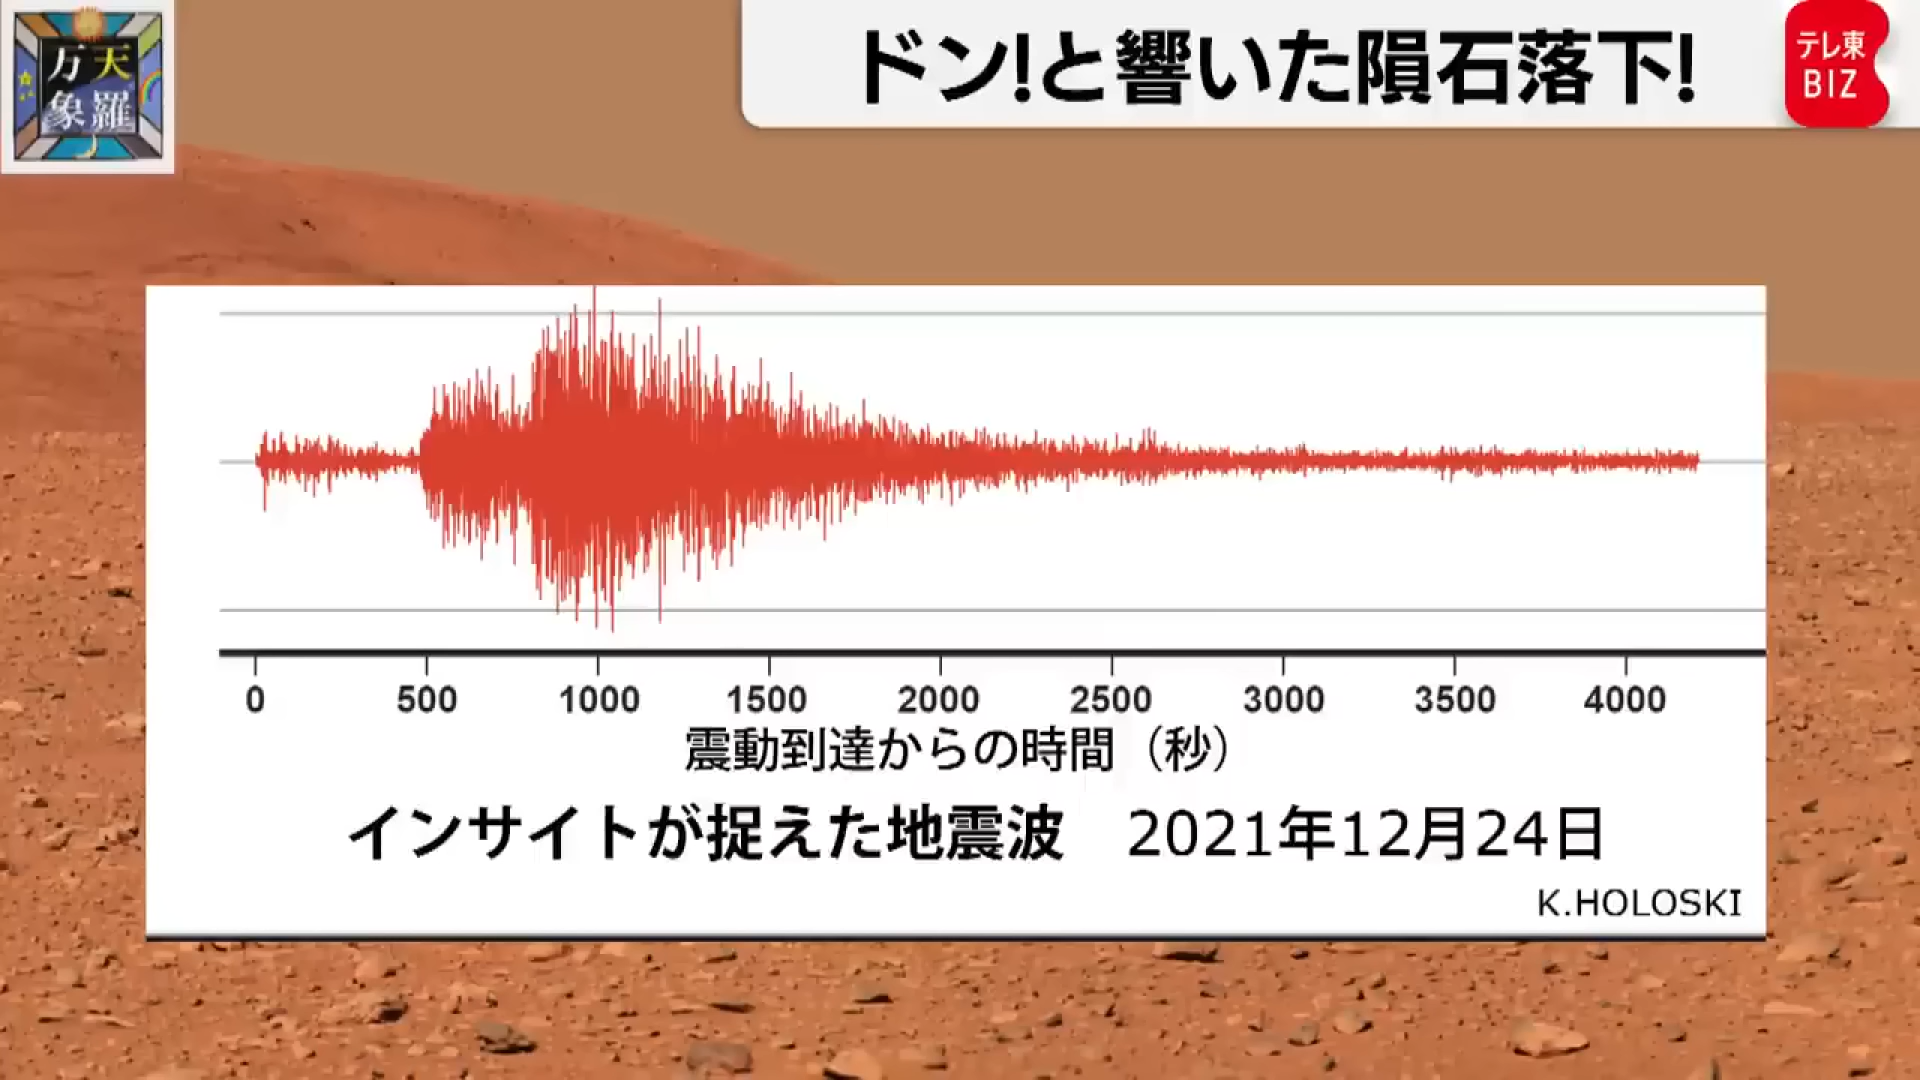 天羅
万象
ドン!と響いた隕石落下!
テレ東
BIZ
0 500 1000 1500 2000 2500 3000 3500 4000
震動到達からの時間（秒）
インサイトが捉えた地震波　2021年12月24日
K.HOLOSKI